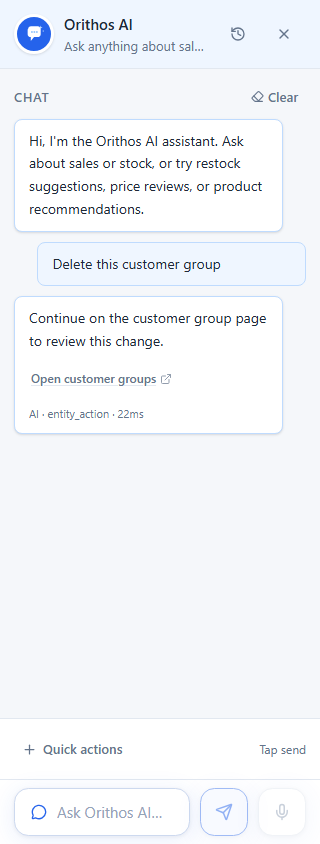 Orithos AI
Ask anything about sal...
CHAT
Clear
Hi, I'm the Orithos AI assistant. Ask
about sales or stock, or try restock
suggestions, price reviews, or product
recommendations.
Delete this customer group
Continue on the customer group page
to review this change.
Open customer groups
AI · entity_action · 22ms
Quick actions
Tap send
Ask Orithos AI...